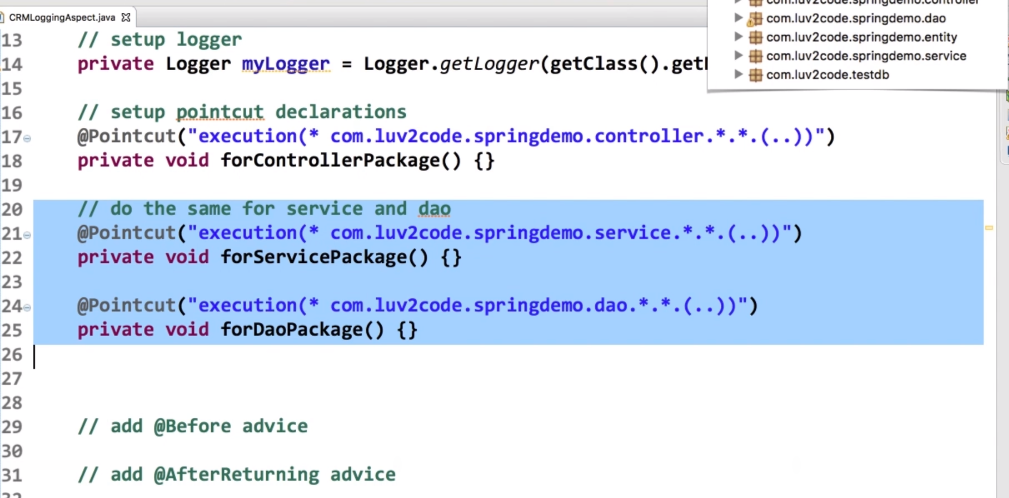 CRMLoggingAspect.java
com.luv2code.springdemo.controller
com.luv2code.springdemo.dao
com.luv2code.springdemo.entity
com.luv2code.springdemo.service
com.luv2code.testdb
13 // setup logger
14 private Logger myLogger = Logger.getLogger(getClass().get
15
16 // setup pointcut declarations
17 @Pointcut("execution(* com.luv2code.springdemo.controller.*.*.(..))")
18 private void forControllerPackage() {}
19
20 // do the same for service and dao
21 @Pointcut("execution(* com.luv2code.springdemo.service.*.*.(..))")
22 private void forServicePackage() {}
23
24 @Pointcut("execution(* com.luv2code.springdemo.dao.*.*.(..))")
25 private void forDaoPackage() {}
26
27
28
29 // add @Before advice
30
31 // add @AfterReturning advice